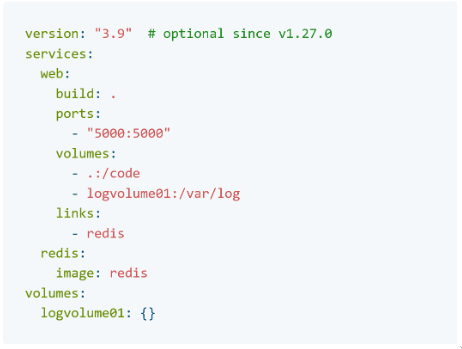 version: "3.9"  # optional since v1.27.0
services:
  web:
    build: .
    ports:
      - "5000:5000"
    volumes:
      - .:/code
      - logvolume01:/var/log
    links:
      - redis
  redis:
    image: redis
volumes:
  logvolume01: {}